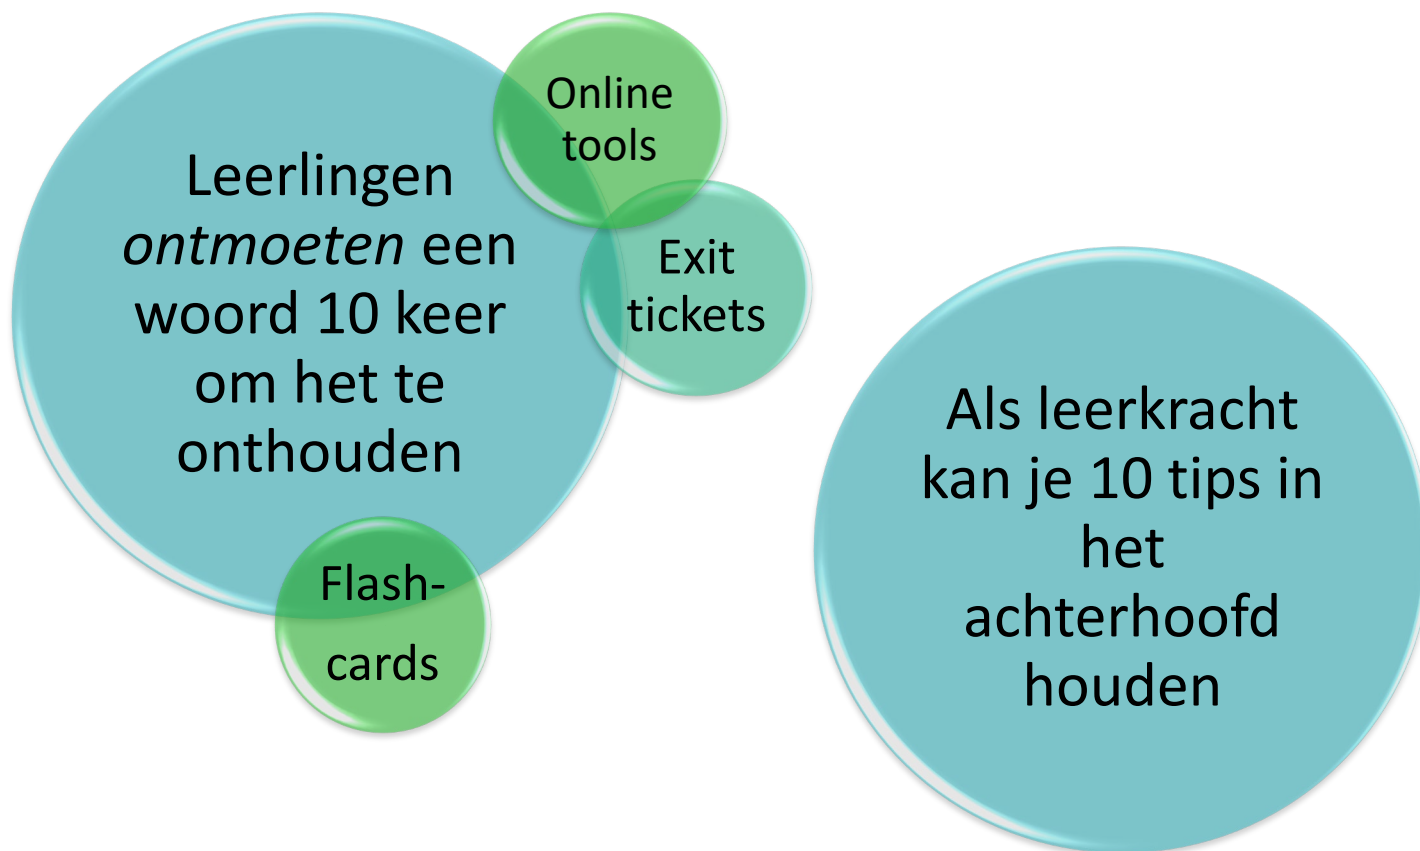 Leerlingen
ontmoeten een
woord 10 keer
om het te
onthouden
Online
tools
Exit
tickets
Flash-
cards
Als leerkracht
kan je 10 tips in
het
achterhoofd
houden